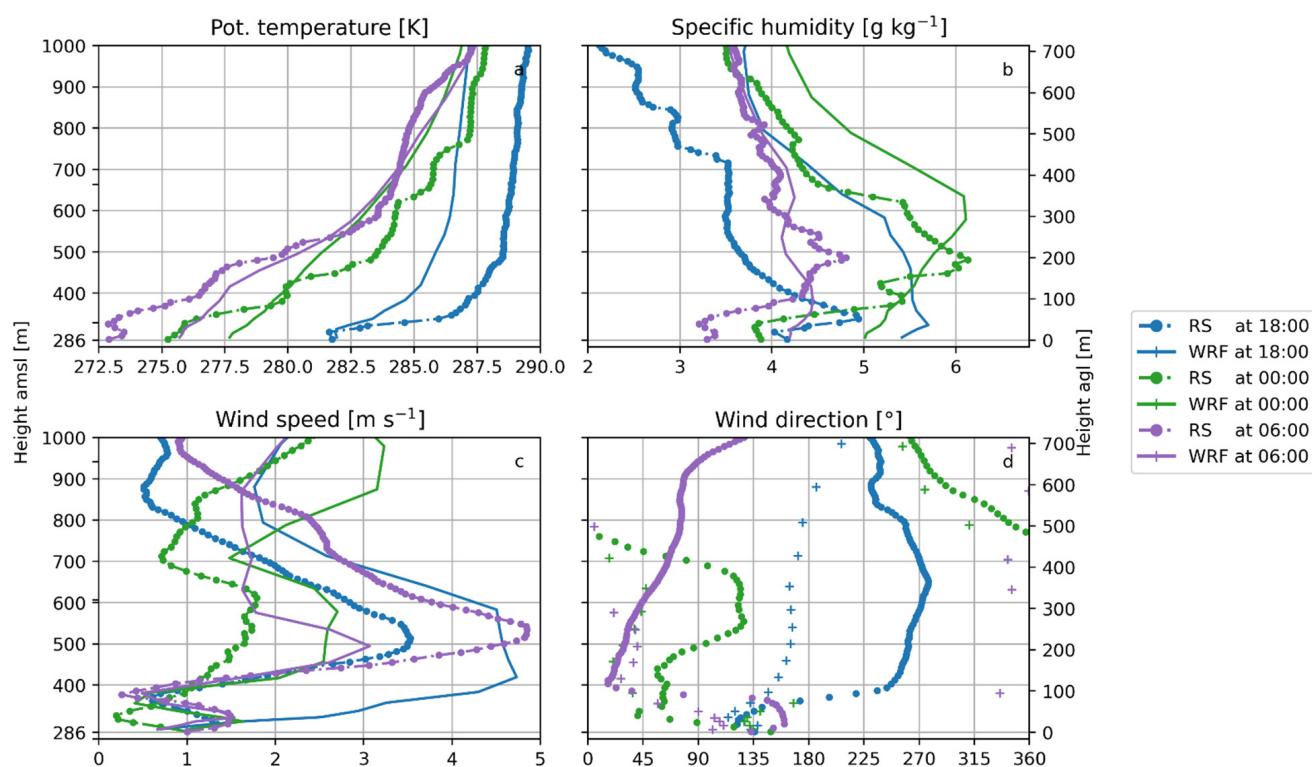 Pot. temperature [K]
Specific humidity [g kg⁻¹]
1000
900
800
700
600
500
400
286
a
272.5 275.0 277.5 280.0 282.5 285.0 287.5 290.0
700
600
500
400
300
200
100
0
b
2 3 4 5 6
Height amsl [m]
Height agl [m]
RS at 18:00
WRF at 18:00
RS at 00:00
WRF at 00:00
RS at 06:00
WRF at 06:00
Wind speed [m s⁻¹]
Wind direction [°]
1000
900
800
700
600
500
400
286
c
1 2 3 4 5
700
600
500
400
300
200
100
0
d
0 45 90 135 180 225 270 315 360